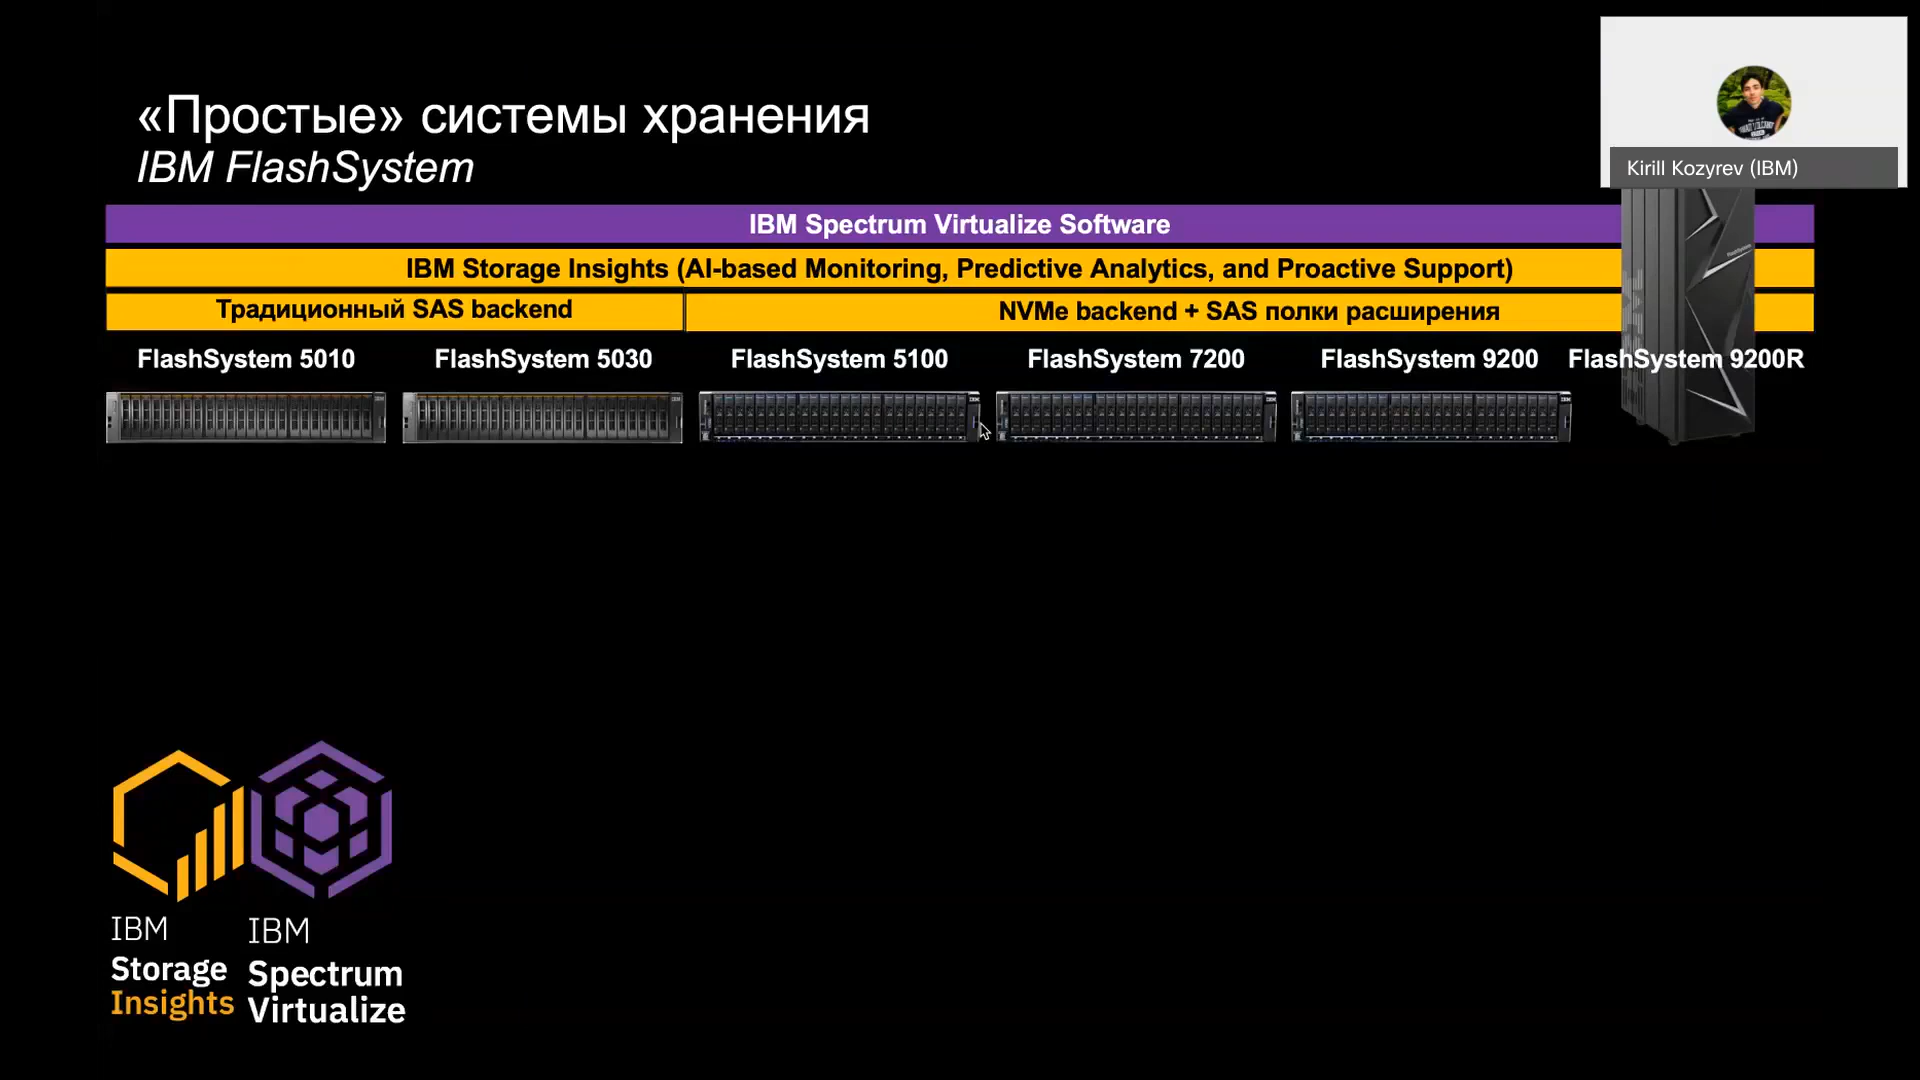 «Простые» системы хранения
IBM FlashSystem
Kirill Kozyrev (IBM)
IBM Spectrum Virtualize Software
IBM Storage Insights (AI-based Monitoring, Predictive Analytics, and Proactive Support)
Традиционный SAS backend
NVMe backend + SAS полки расширения
FlashSystem 5010
FlashSystem 5030
FlashSystem 5100
FlashSystem 7200
FlashSystem 9200
FlashSystem 9200R
IBM
Storage
Insights
IBM
Spectrum
Virtualize